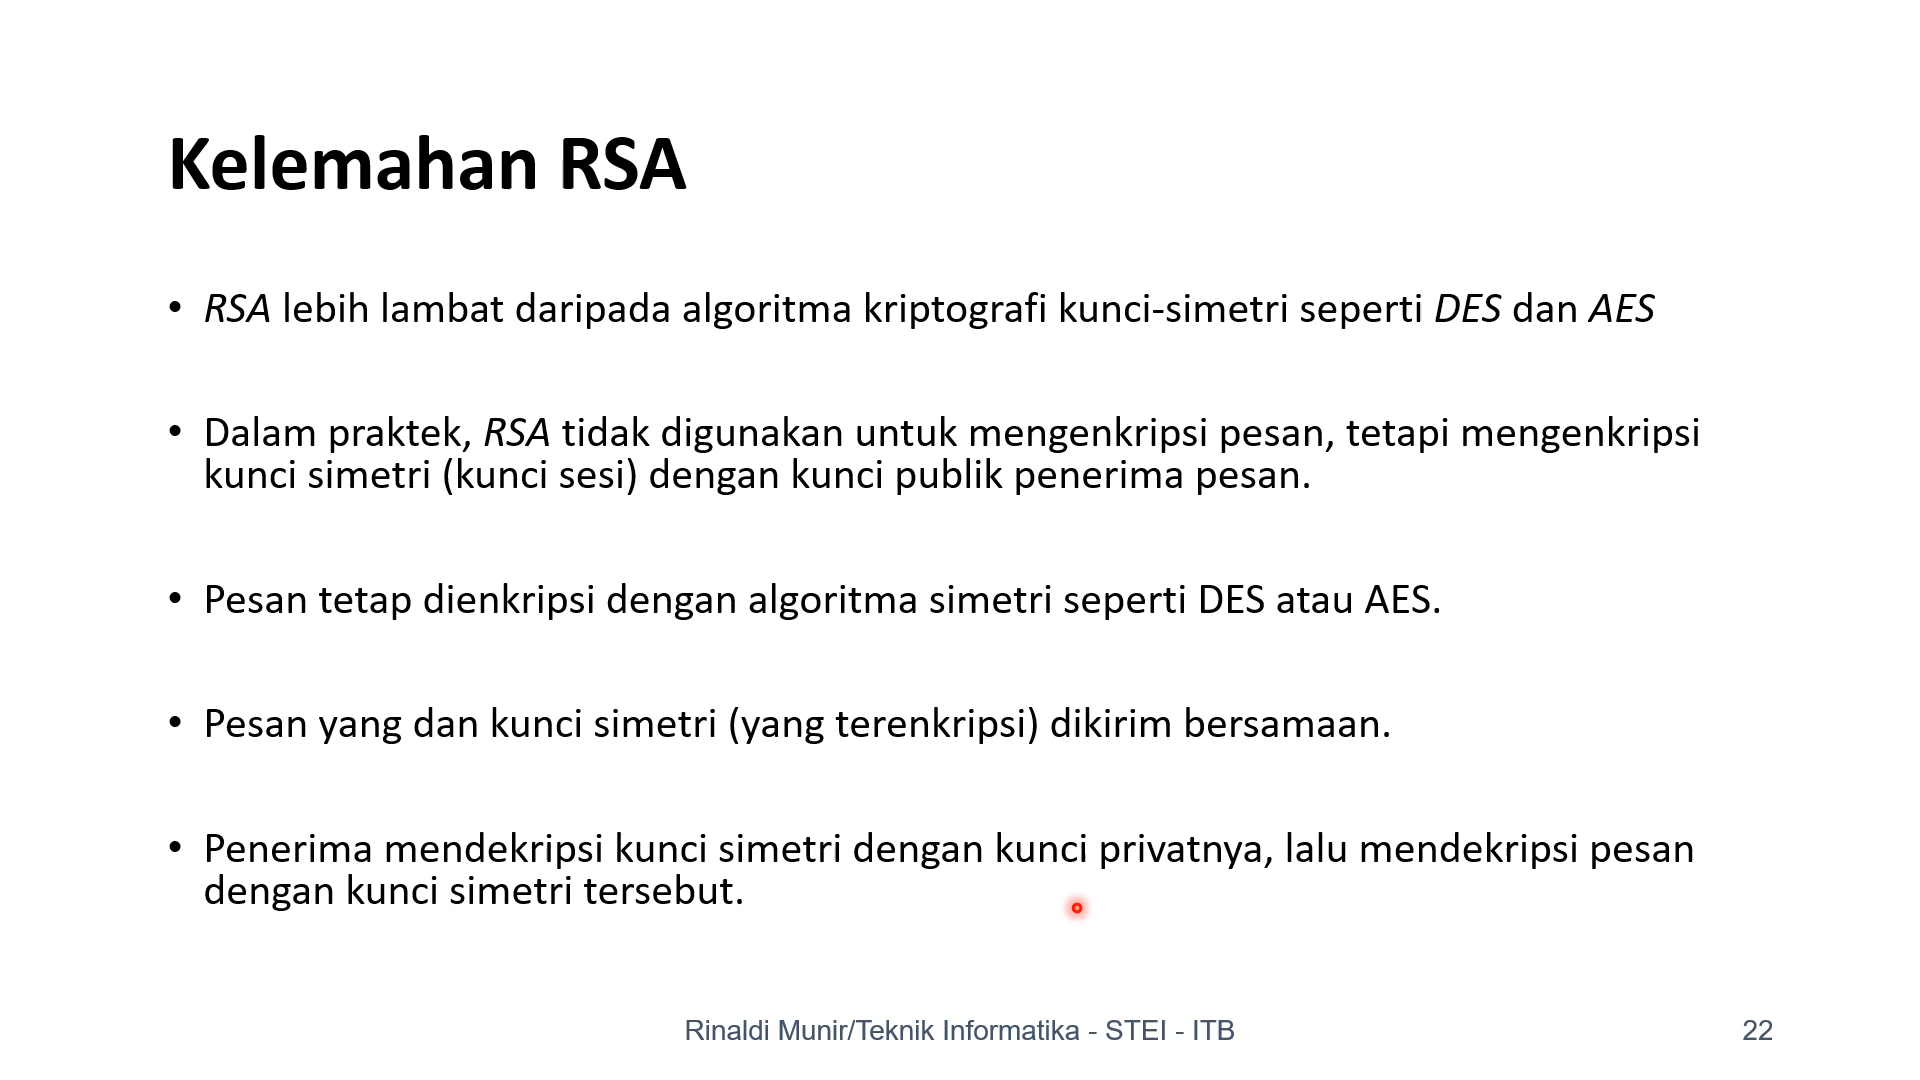 Kelemahan RSA
• RSA lebih lambat daripada algoritma kriptografi kunci-simetri seperti DES dan AES
• Dalam praktek, RSA tidak digunakan untuk mengenkripsi pesan, tetapi mengenkripsi
kunci simetri (kunci sesi) dengan kunci publik penerima pesan.
• Pesan tetap dienkripsi dengan algoritma simetri seperti DES atau AES.
• Pesan yang dan kunci simetri (yang terenkripsi) dikirim bersamaan.
• Penerima mendekripsi kunci simetri dengan kunci privatnya, lalu mendekripsi pesan
dengan kunci simetri tersebut.
Rinaldi Munir/Teknik Informatika - STEI - ITB
22